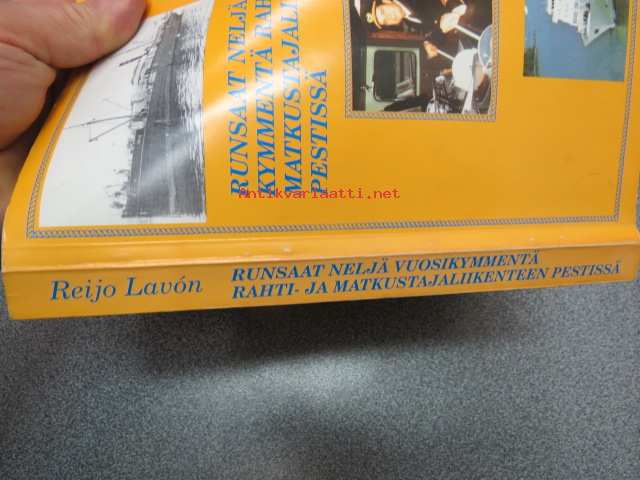 RUNSAAT NELJÄ
KYMMENTÄ RAH
MATKUSTAJALI
PESTISSÄ
Antikvariaatti.net
Reijo Lavón
RUNSAAT NELJÄ VUOSIKYMMENTÄ
RAHTI- JA MATKUSTAJALIIKENTEEN PESTISSÄ